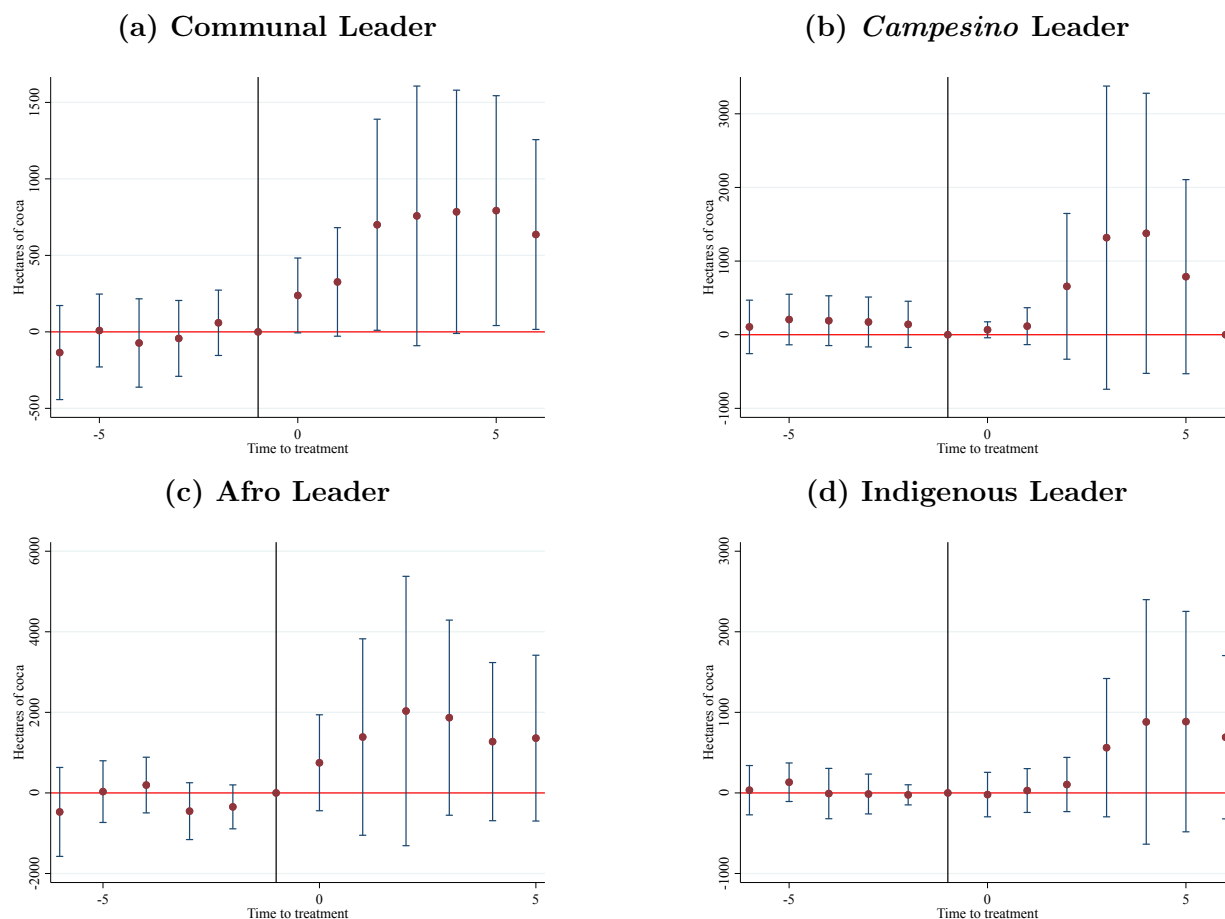 (a) Communal Leader
1500
1000
500
0
-500
Hectares of coca
-5
0
5
Time to treatment
(b) Campesino Leader
3000
2000
1000
0
-1000
Hectares of coca
-5
0
5
Time to treatment
(c) Afro Leader
6000
4000
2000
0
-2000
Hectares of coca
-5
0
5
Time to treatment
(d) Indigenous Leader
3000
2000
1000
0
-1000
Hectares of coca
-5
0
5
Time to treatment